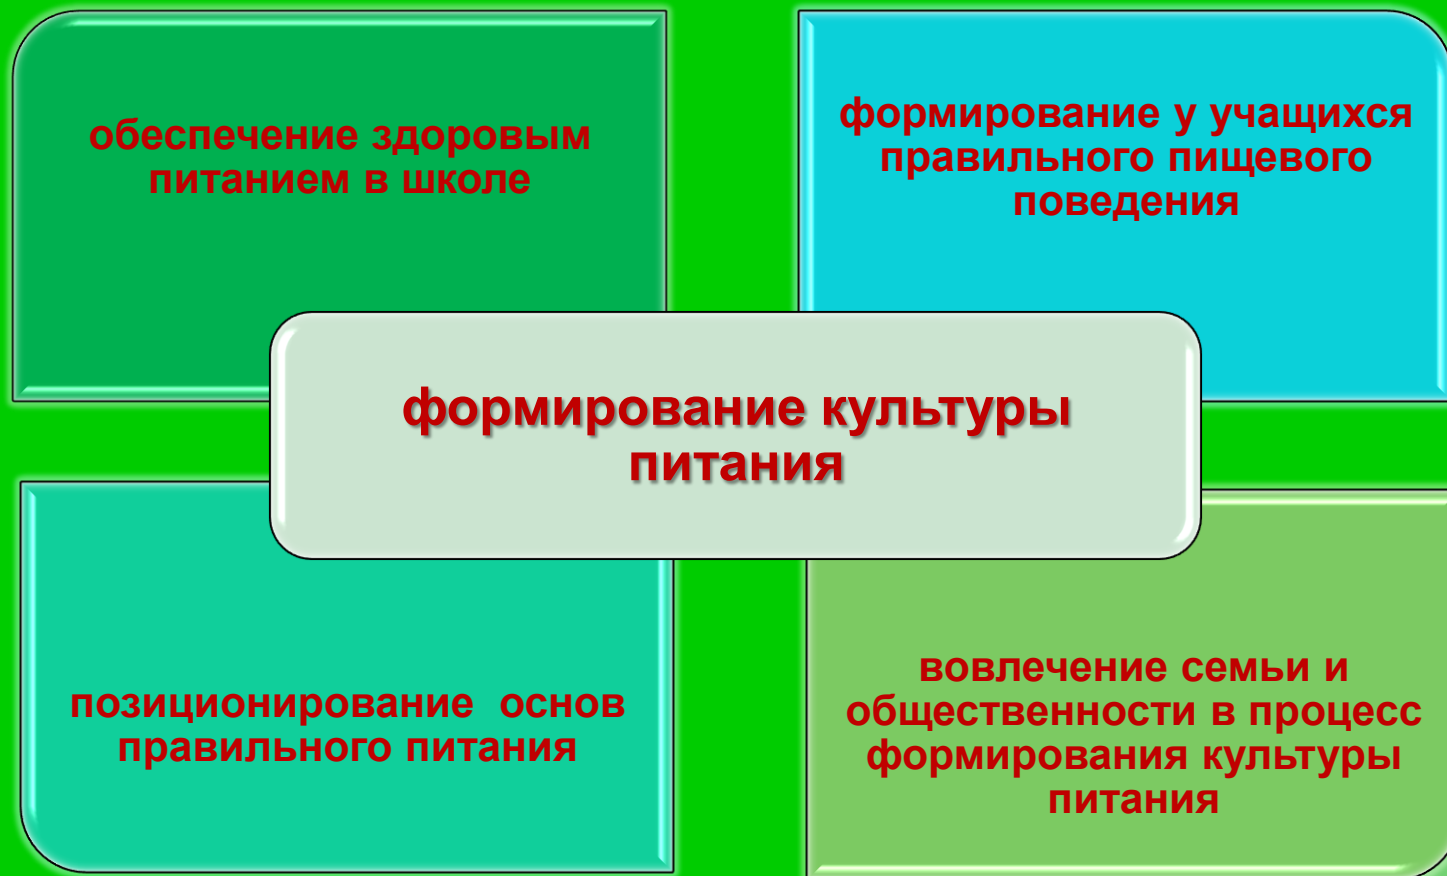 обеспечение здоровым
питанием в школе
формирование у учащихся
правильного пищевого
поведения
формирование культуры
питания
позиционирование  основ
правильного питания
вовлечение семьи и
общественности в процесс
формирования культуры
питания